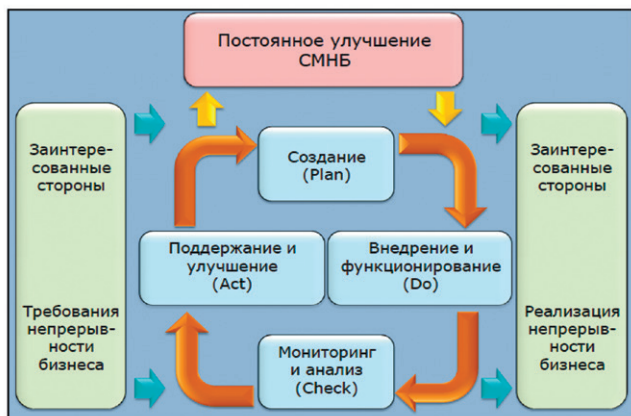 Постоянное улучшение
СМНБ
Заинтере-
сованные
стороны
Требования
непрерыв-
ности
бизнеса
Создание
(Plan)
Поддержание и
улучшение
(Act)
Внедрение и
функционирование
(Do)
Мониторинг
и анализ
(Check)
Заинтере-
сованные
стороны
Реализация
непрерыв-
ности
бизнеса